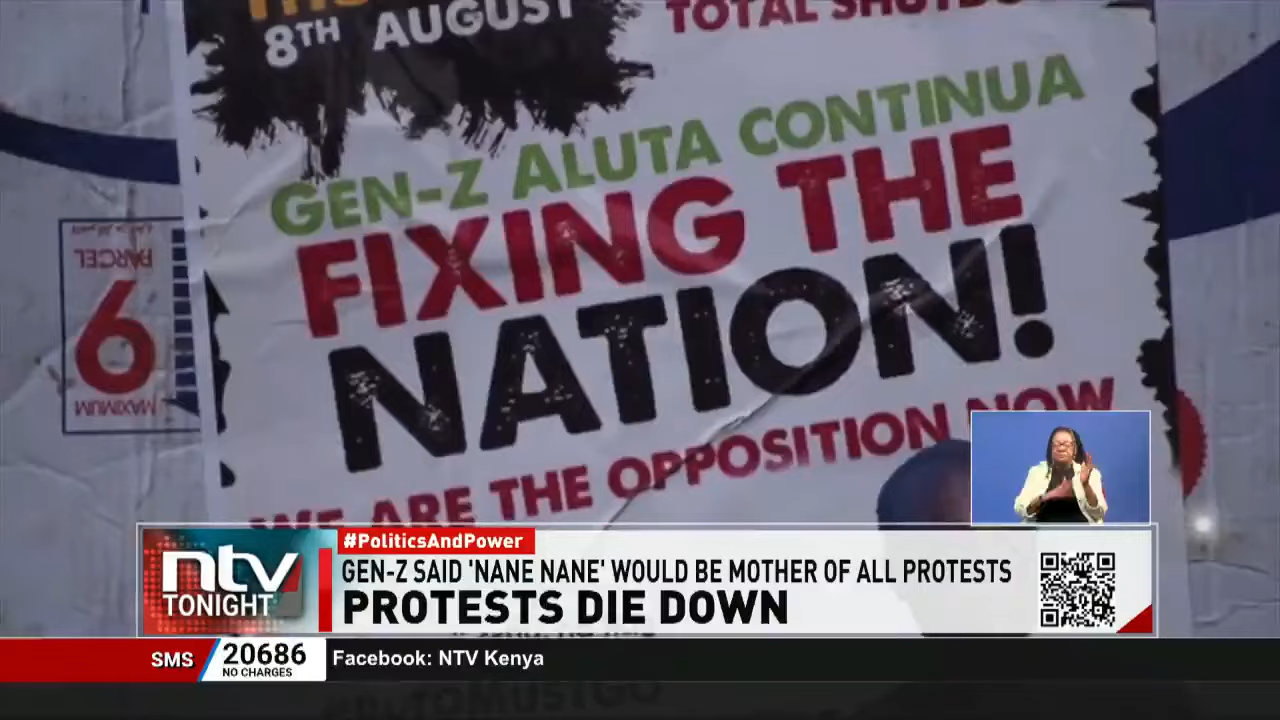 8TH AUGUST
TOTAL
GEN-Z ALUTA CONTINUA
FIXING THE
NATION!
WE ARE THE OPPOSITION NOW
PARCEL
6
MAXIMUM
ntv
TONIGHT
#PoliticsAndPower
GEN-Z SAID 'NANE NANE' WOULD BE MOTHER OF ALL PROTESTS
PROTESTS DIE DOWN
SMS
20686
NO CHARGES
Facebook: NTV Kenya